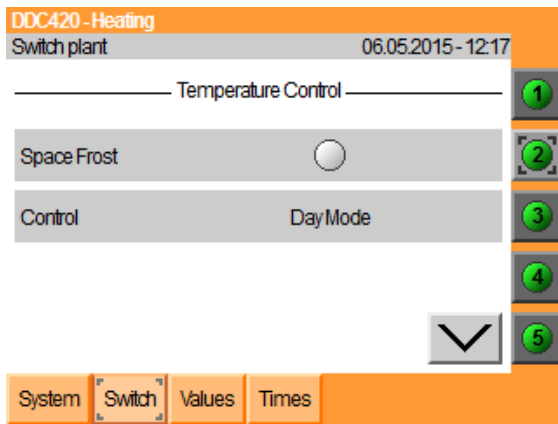 DDC420 - Heating
Switch plant 06.05.2015 - 12:17
Temperature Control
1
Space Frost
2
Control Day Mode
3
4
5
System Switch Values Times